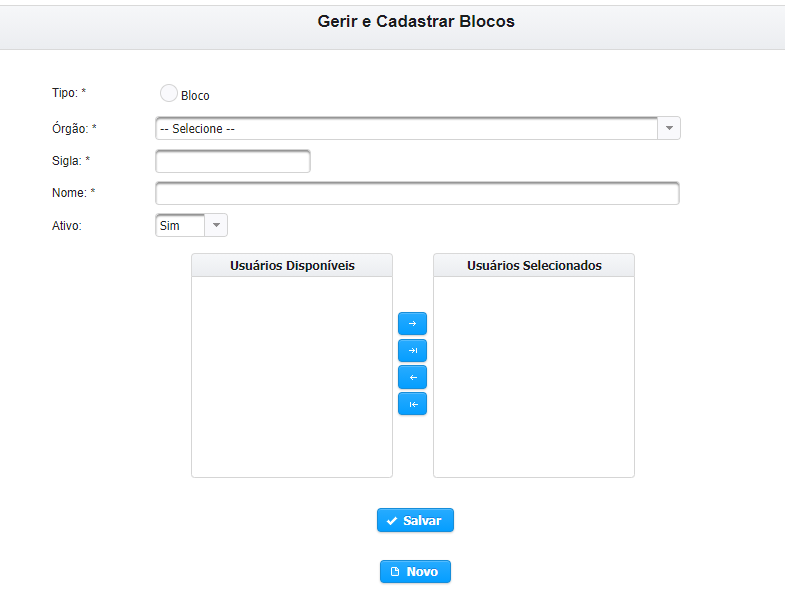 Gerir e Cadastrar Blocos
Tipo: *
Bloco
Órgão: *
-- Selecione --
Sigla: *
Nome: *
Ativo:
Sim
Usuários Disponíveis
Usuários Selecionados
Salvar
Novo